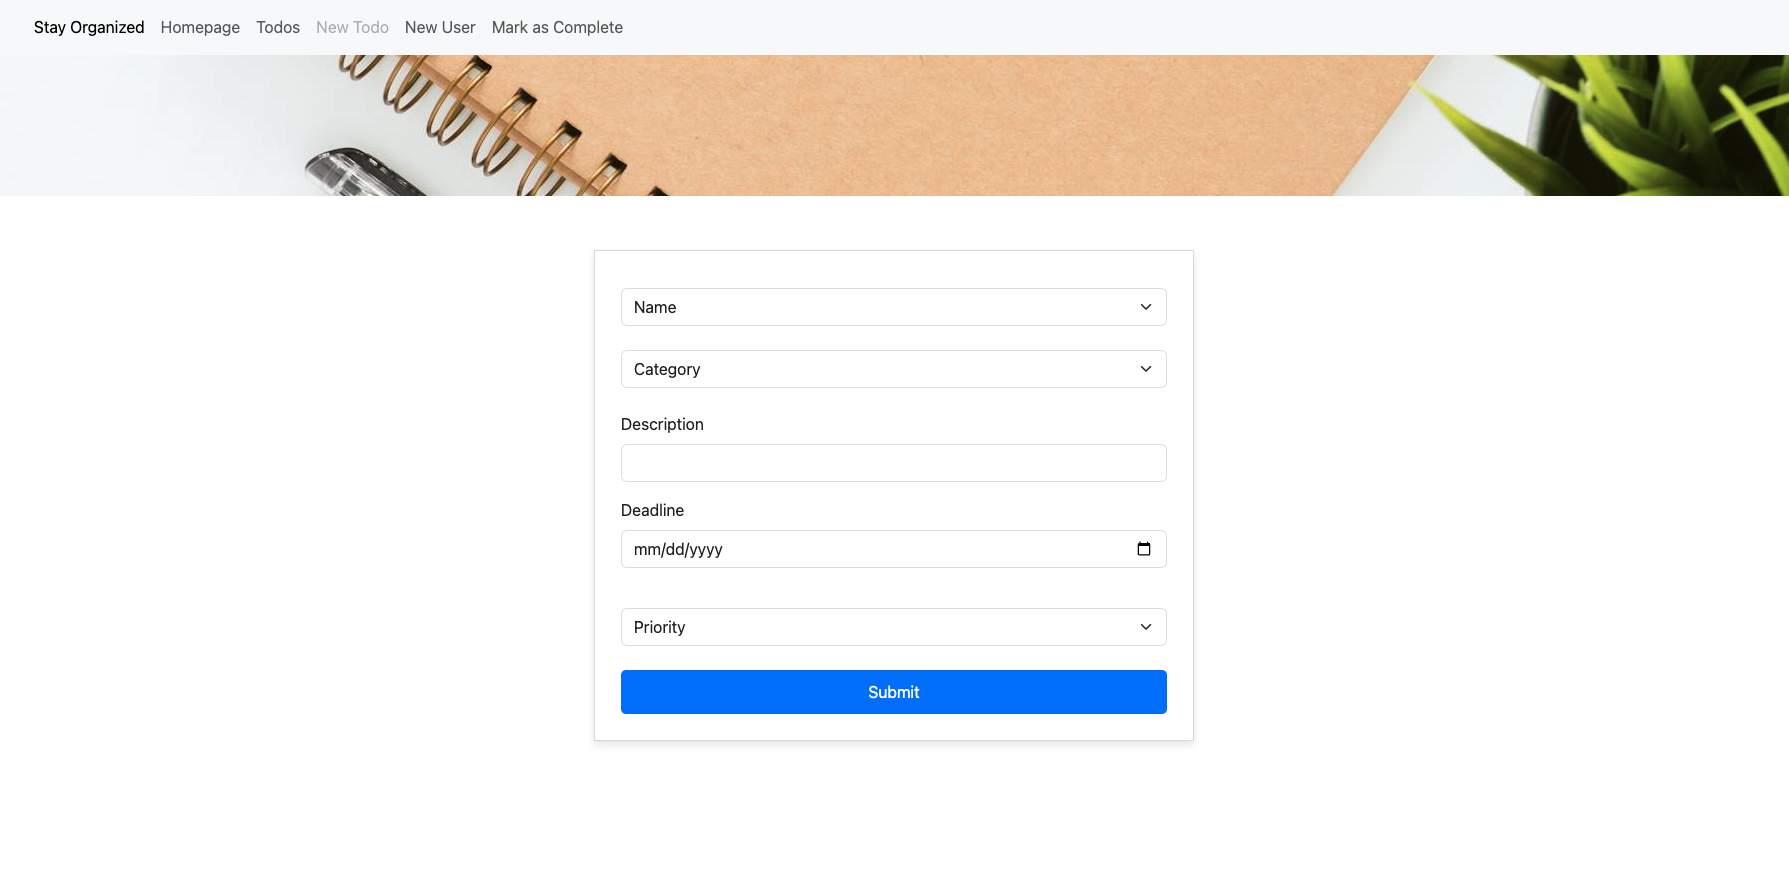 Stay Organized Homepage Todos New Todo New User Mark as Complete
Name
Category
Description
Deadline
mm/dd/yyyy
Priority
Submit